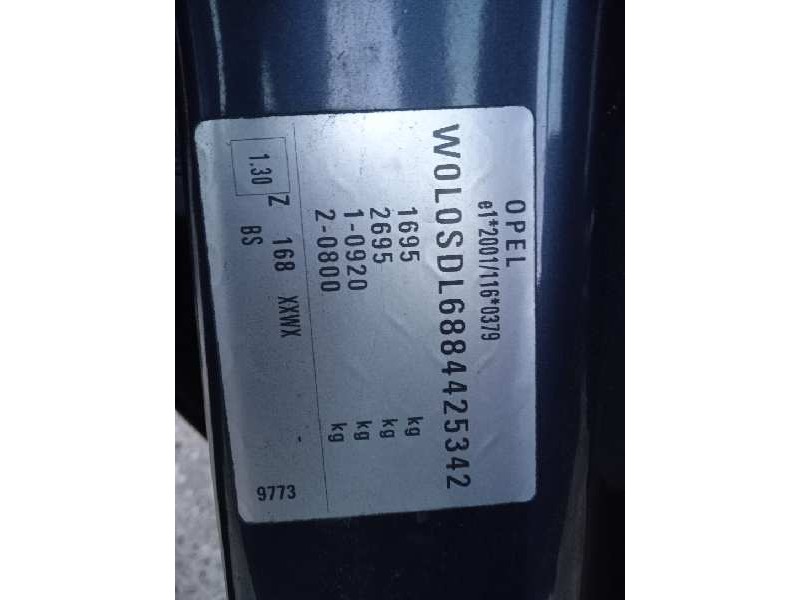 OPEL
e1*2001/116*0379
W0L0SDL6884425342
1695 kg
2695 kg
1-0920 kg
2-0800 kg
1.30 Z 168 XXWX -
BS 9773